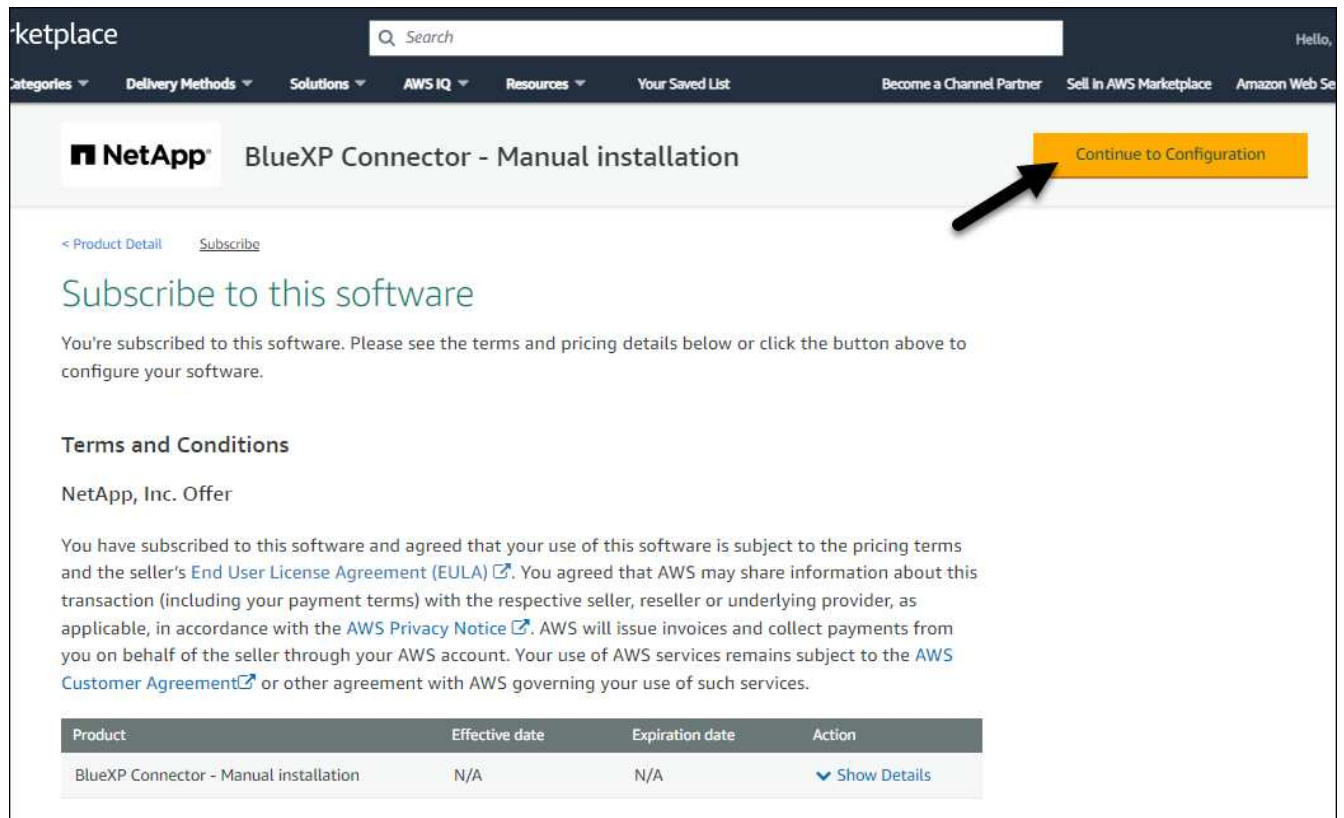 rketplace
Search
Hello,
Categories
Delivery Methods
Solutions
AWS IQ
Resources
Your Saved List
Become a Channel Partner
Sell in AWS Marketplace
Amazon Web Se
NetApp
BlueXP Connector - Manual installation
Continue to Configuration
< Product Detail
Subscribe
Subscribe to this software
You're subscribed to this software. Please see the terms and pricing details below or click the button above to
configure your software.
Terms and Conditions
NetApp, Inc. Offer
You have subscribed to this software and agreed that your use of this software is subject to the pricing terms
and the seller's End User License Agreement (EULA). You agreed that AWS may share information about this
transaction (including your payment terms) with the respective seller, reseller or underlying provider, as
applicable, in accordance with the AWS Privacy Notice. AWS will issue invoices and collect payments from
you on behalf of the seller through your AWS account. Your use of AWS services remains subject to the AWS
Customer Agreement or other agreement with AWS governing your use of such services.
Product Effective date Expiration date Action
BlueXP Connector - Manual installation N/A N/A Show Details